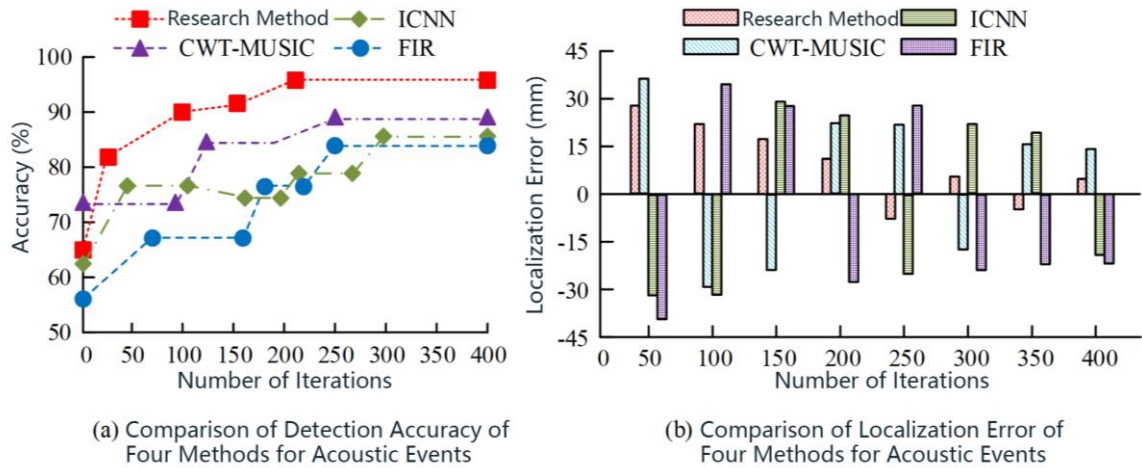 Research Method
ICNN
CWT-MUSIC
FIR
100
90
80
70
60
50
Accuracy (%)
0 100 150 200 250 300 400
Number of Iterations
(a) Comparison of Detection Accuracy of
Four Methods for Acoustic Events
Research Method
ICNN
CWT-MUSIC
FIR
45
30
15
0
-15
-30
-45
Localization Error (mm)
0 50 100 150 200 250 300 350 400
Number of Iterations
(b) Comparison of Localization Error of
Four Methods for Acoustic Events